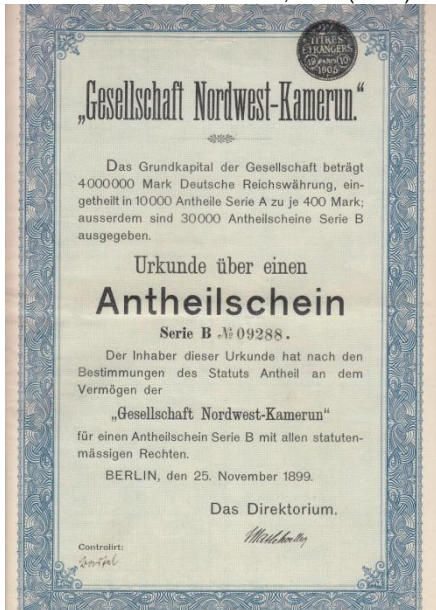 TITRES
ETRANGERS
1905
„Gesellschaft Nordwest-Kamerun.“
Das Grundkapital der Gesellschaft beträgt
4000000 Mark Deutsche Reichswährung, ein-
getheilt in 10000 Antheile Serie A zu je 400 Mark;
ausserdem sind 30000 Antheilscheine Serie B
ausgegeben.
Urkunde über einen
Antheilschein
Serie B № 09288.
Der Inhaber dieser Urkunde hat nach den
Bestimmungen des Statuts Antheil an dem
Vermögen der
„Gesellschaft Nordwest-Kamerun“
für einen Antheilschein Serie B mit allen statuten-
mässigen Rechten.
BERLIN, den 25. November 1899.
Das Direktorium.
Controlirt: